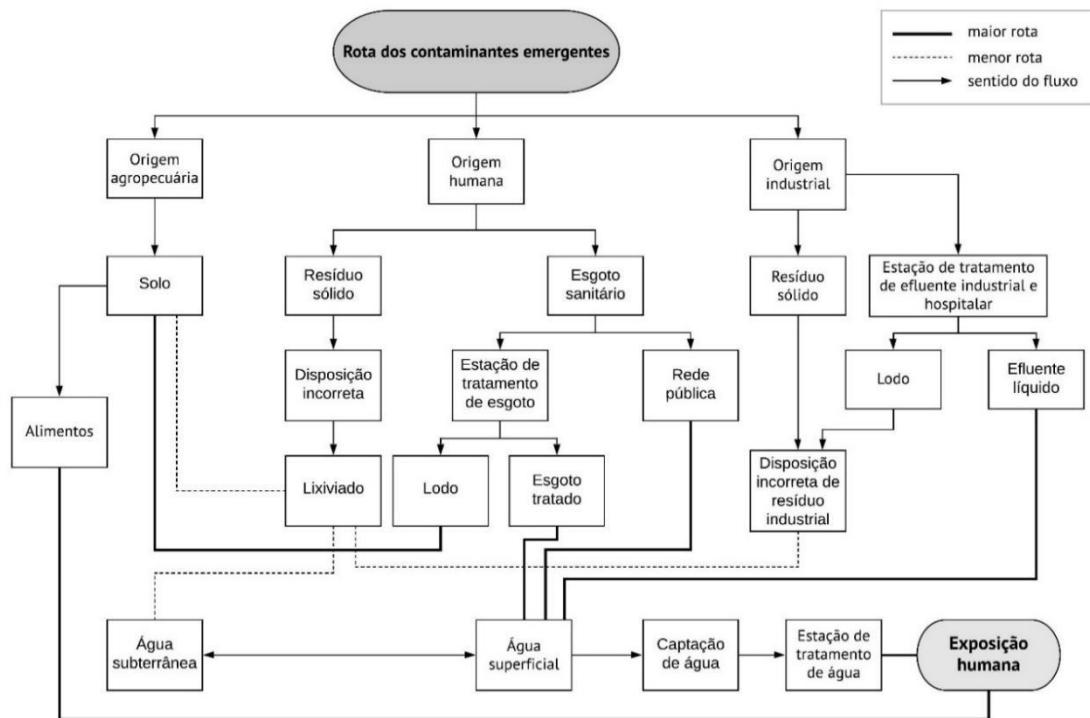 Rota dos contaminantes emergentes
maior rota
menor rota
sentido do fluxo
Origem
agropecuária
Origem
humana
Origem
industrial
Solo
Resíduo
sólido
Esgoto
sanitário
Resíduo
sólido
Estação de tratamento
de efluente industrial e
hospitalar
Alimentos
Disposição
incorreta
Estação de
tratamento
de esgoto
Rede
pública
Lodo
Efluente
líquido
Lixiviado
Lodo
Esgoto
tratado
Disposição
incorreta de
resíduo
industrial
Água
subterrânea
Água
superficial
Captação
de água
Estação de
tratamento
de água
Exposição
humana